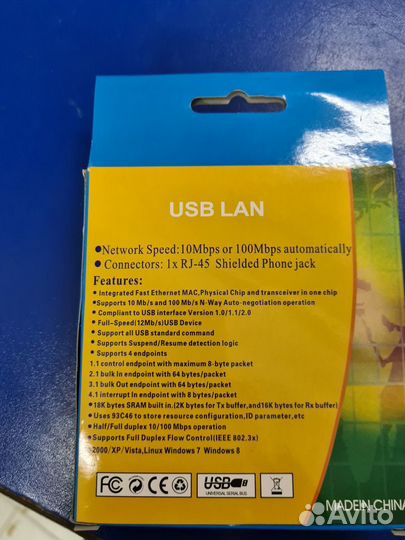 USB LAN
Network Speed:10Mbps or 100Mbps automatically
Connectors: 1x RJ-45 Shielded Phone jack
Features:
Integrated Fast Ethernet MAC,Physical Chip and transceiver in one chip
Supports 10 Mb/s and 100 Mb/s N-Way Auto-negotiation operation
Compliant to USB interface Version 1.0/1.1/2.0
Full-Speed(12Mb/s)USB Device
Support all USB standard command
Supports Suspend/Resume detection logic
Supports 4 endpoints
1.1 control endpoint with maximum 8-byte packet
2.1 bulk In endpoint with 64 bytes/packet
3.1 bulk Out endpoint with 64 bytes/packet
4.1 interrupt In endpoint with 8 bytes/packet
18K bytes SRAM built in.(2K bytes for Tx buffer,and16K bytes for Rx buffer)
Uses 93C46 to store resource configuration,ID parameter,etc
Half/Full duplex 10/100 Mbps operation
Supports Full Duplex Flow Control(IEEE 802.3x)
2000/XP/Vista,Linux Windows 7 Windows 8
FC CE USB
UNIVERSAL SERIAL BUS
MADEIN CHINA
Avito